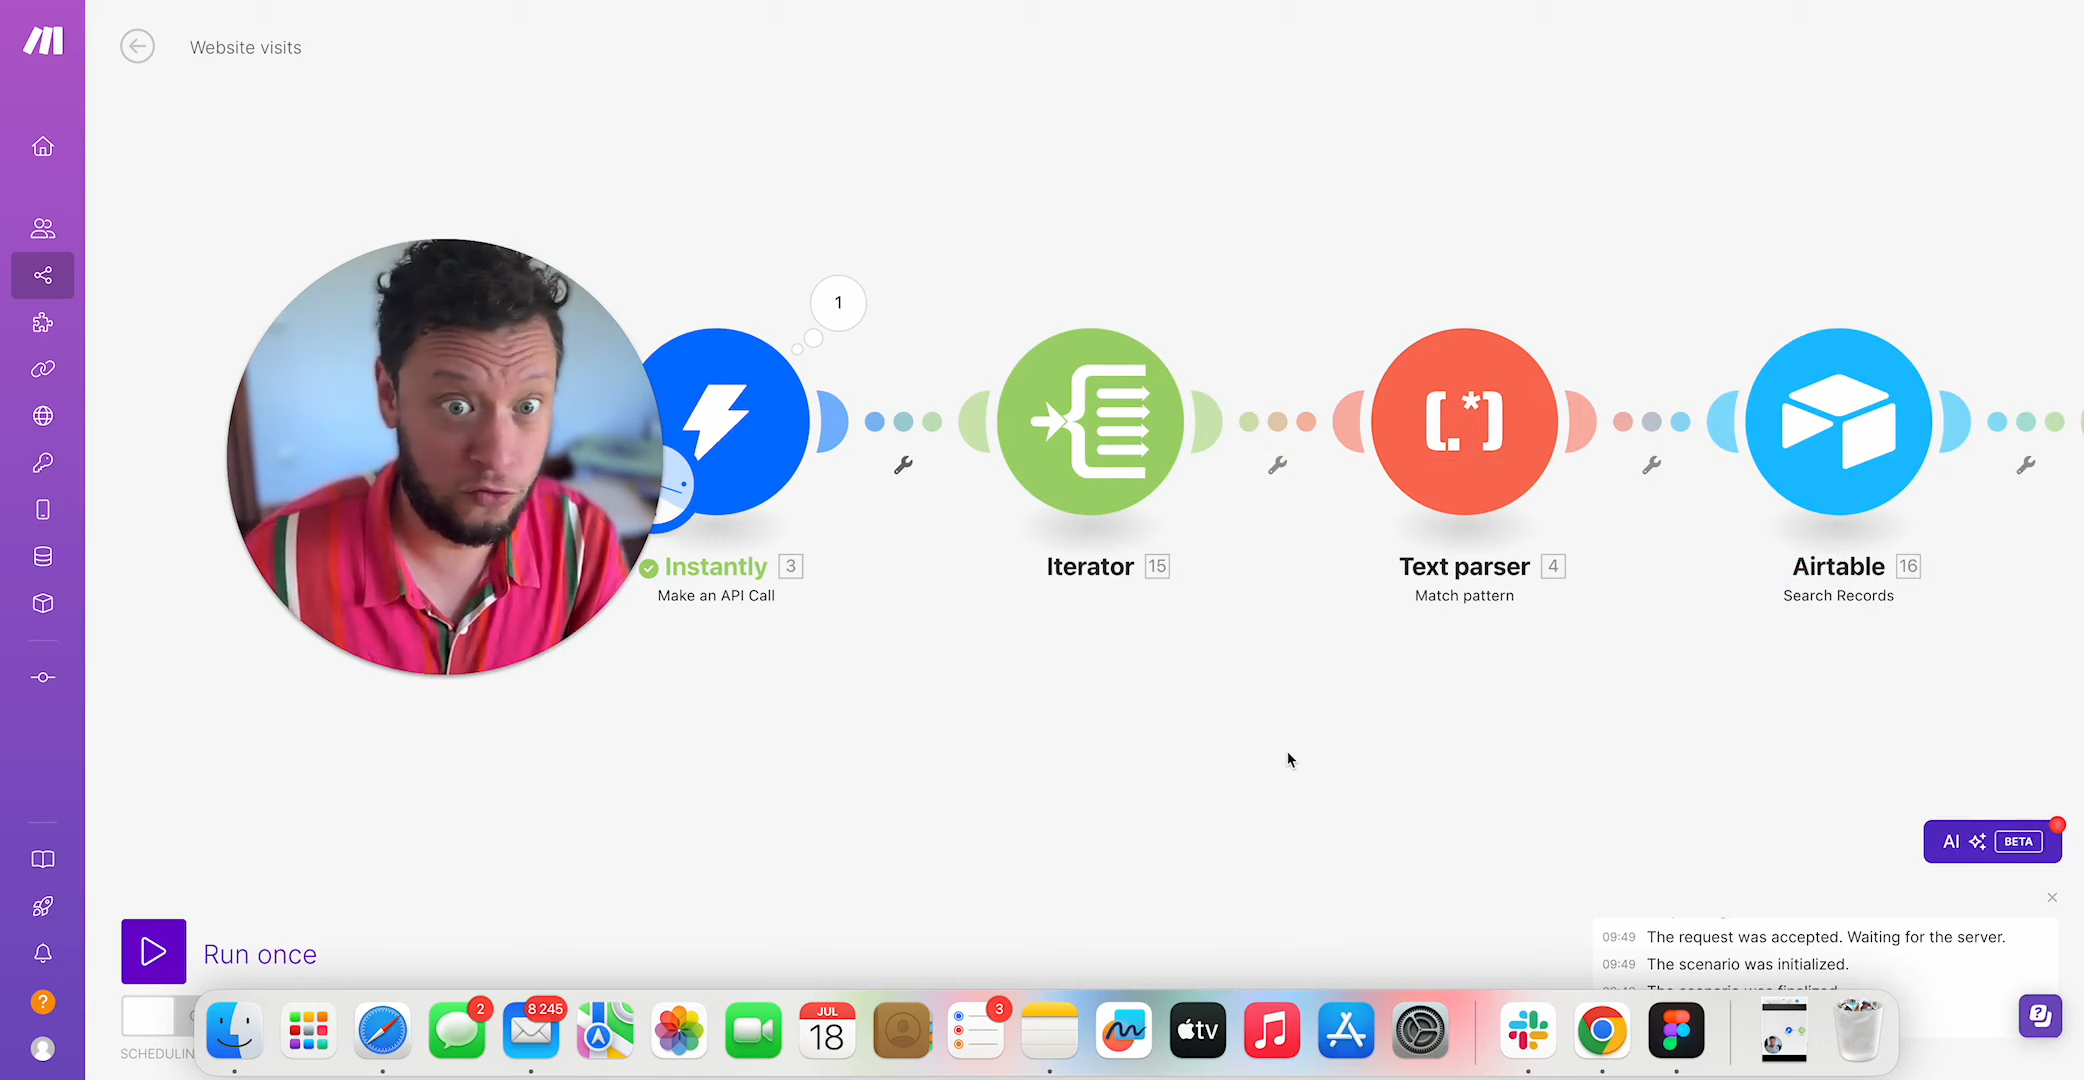 Website visits
1
Instantly 3
Make an API Call
Iterator 15
Text parser 4
Match pattern
Airtable 16
Search Records
AI BETA
09:49 The request was accepted. Waiting for the server.
09:49 The scenario was initialized.
Run once
2
8 245
JUL
18
3
tv
SCHEDULIN
?